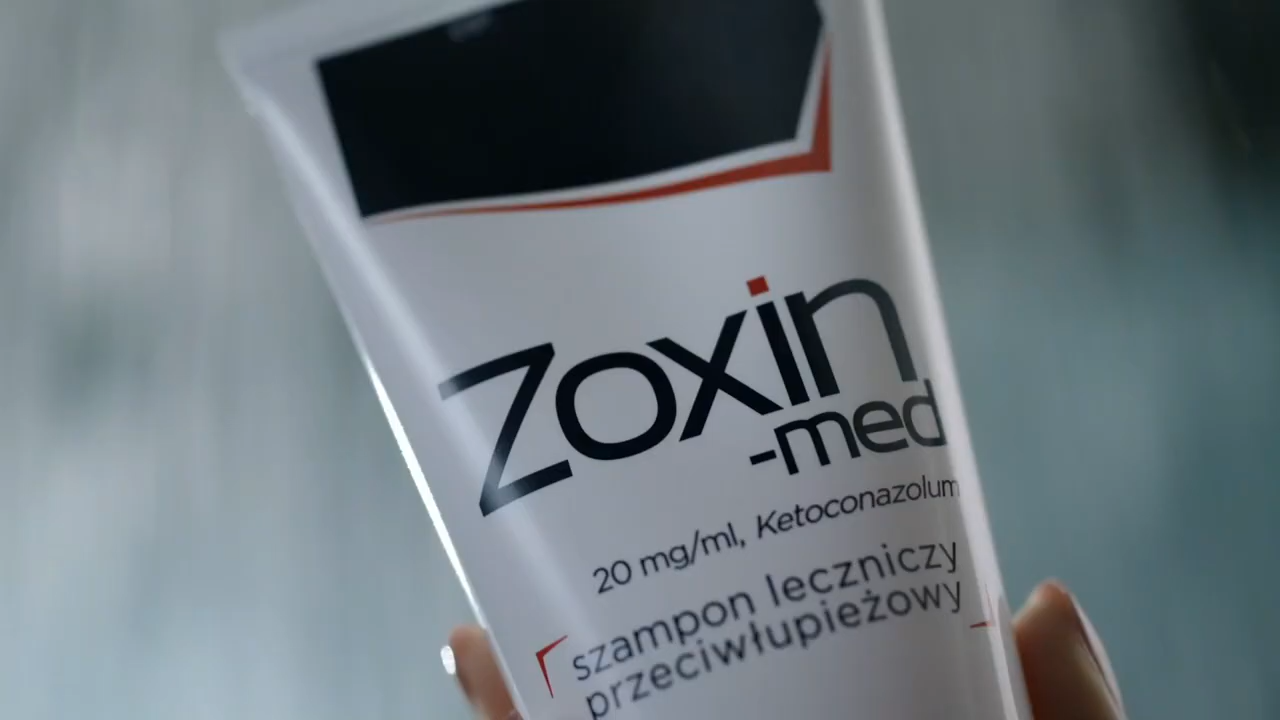 Zoxin
-med
20 mg/ml, Ketoconazolum
szampon leczniczy
przeciwłupieżowy